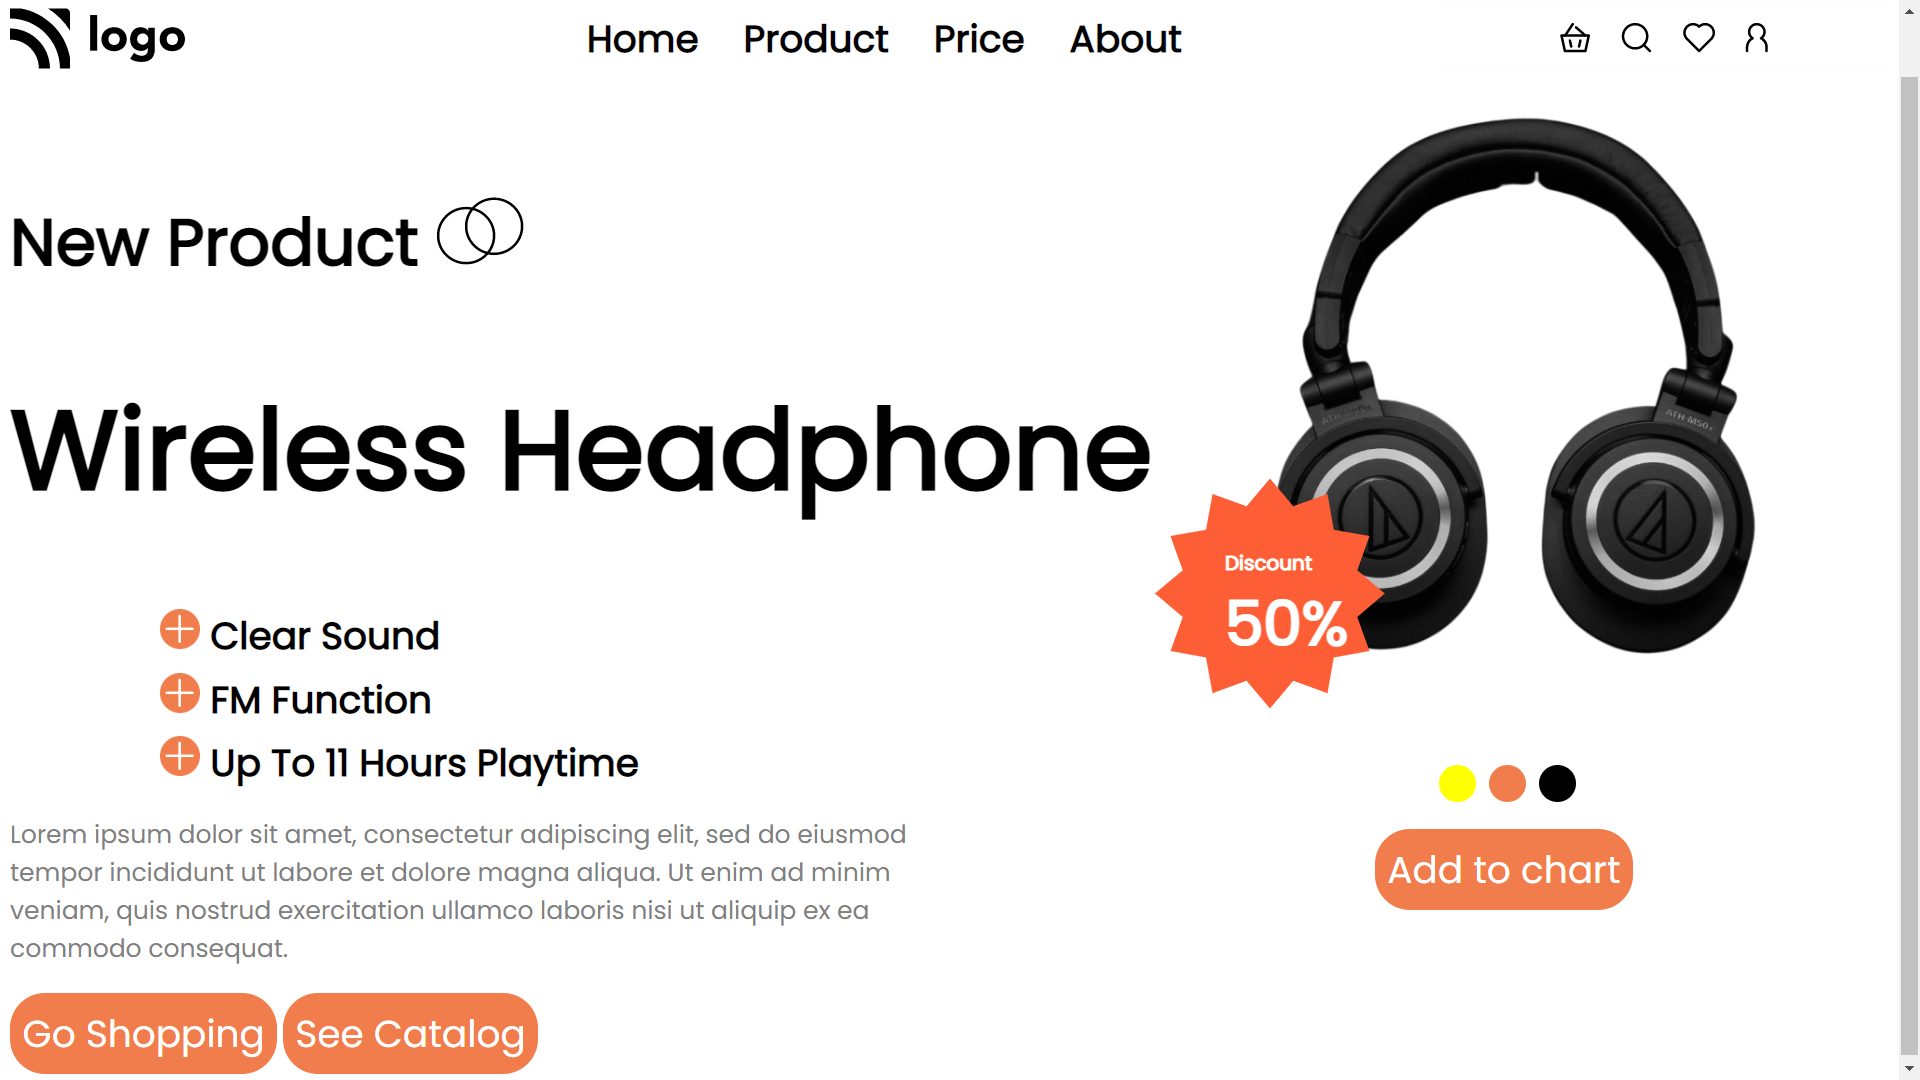 logo
Home Product Price About
New Product
Wireless Headphone
ATH-M50x
Discount
50%
Clear Sound
FM Function
Up To 11 Hours Playtime
Lorem ipsum dolor sit amet, consectetur adipiscing elit, sed do eiusmod
tempor incididunt ut labore et dolore magna aliqua. Ut enim ad minim
veniam, quis nostrud exercitation ullamco laboris nisi ut aliquip ex ea
commodo consequat.
Add to chart
Go Shopping See Catalog